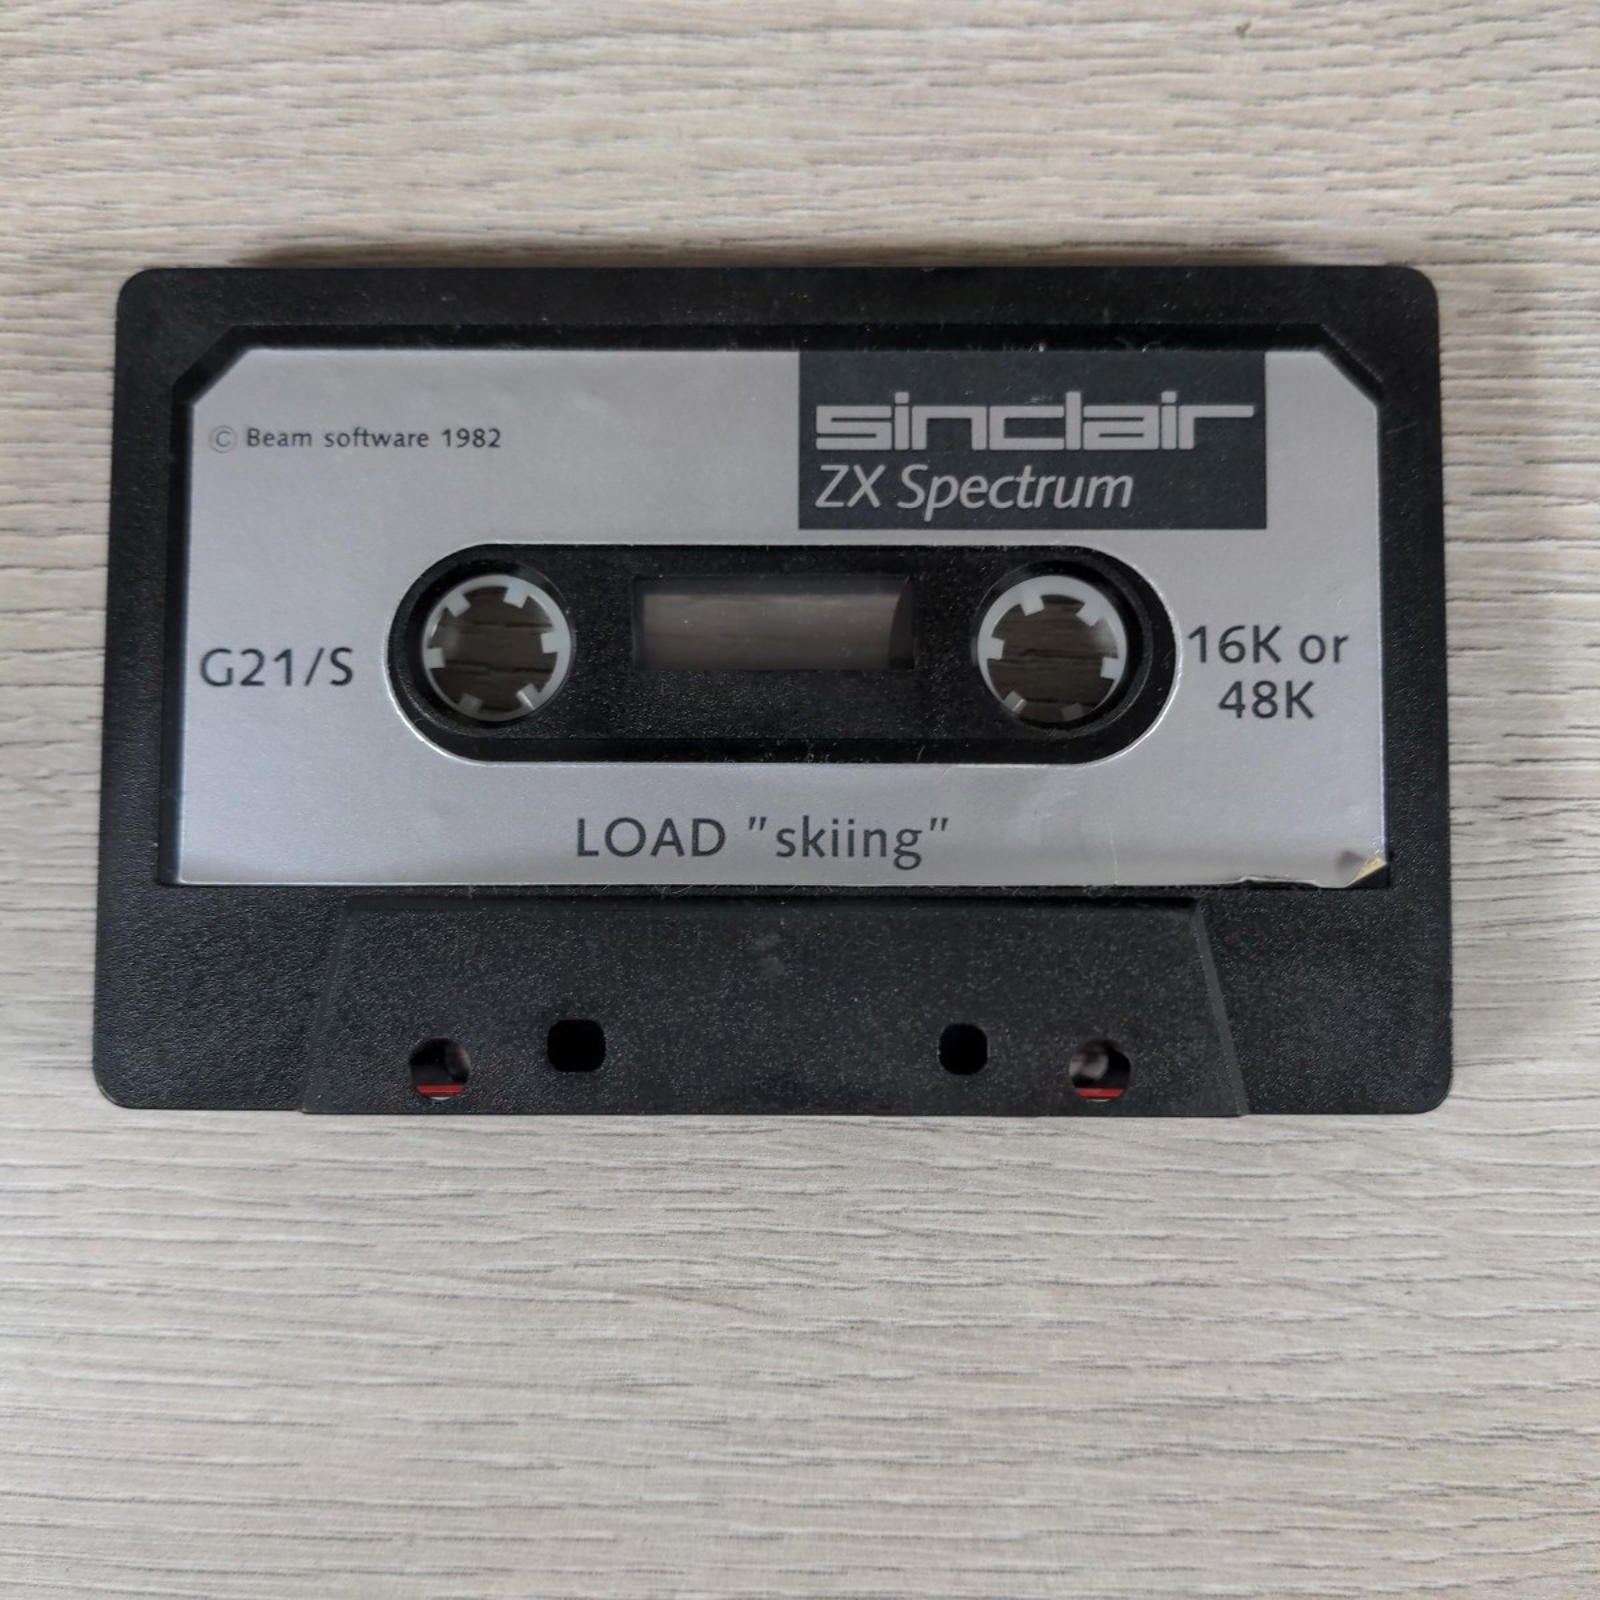 © Beam software 1982
sinclair
ZX Spectrum
G21/S
16K or
48K
LOAD "skiing"